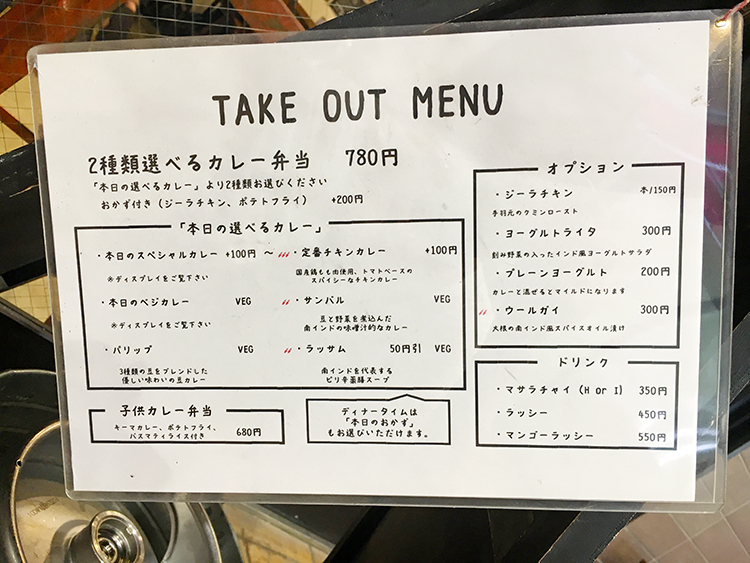 TAKE OUT MENU
2種類選べるカレー弁当 780円
「本日の選べるカレー」より2種類お選びください
おかず付き（ジーラチキン、ポテトフライ） +200円
「本日の選べるカレー」
・本日のスペシャルカレー +100円 〜
※ディスプレイをご覧下さい
・本日のベジカレー VEG
※ディスプレイをご覧下さい
・パリップ VEG
3種類の豆をブレンドした
優しい味わいの豆カレー
・定番チキンカレー +100円
国産鶏もも肉使用、トマトベースの
スパイシーなチキンカレー
・サンバル VEG
豆と野菜を煮込んだ
南インドの味噌汁的なカレー
・ラッサム 50円引 VEG
南インドを代表する
ピリ辛薬膳スープ
子供カレー弁当
キーマカレー、ポテトフライ、
バスマティライス付き 680円
ディナータイムは
「本日のおかず」
もお選びいただけます。
オプション
・ジーラチキン 本/150円
手羽元のクミンロースト
・ヨーグルトライタ 300円
刻み野菜の入ったインド風ヨーグルトサラダ
・プレーンヨーグルト 200円
カレーと混ぜるとマイルドになります
・ウールガイ 300円
大根の南インド風スパイスオイル漬け
ドリンク
・マサラチャイ (H or I) 350円
・ラッシー 450円
・マンゴーラッシー 550円